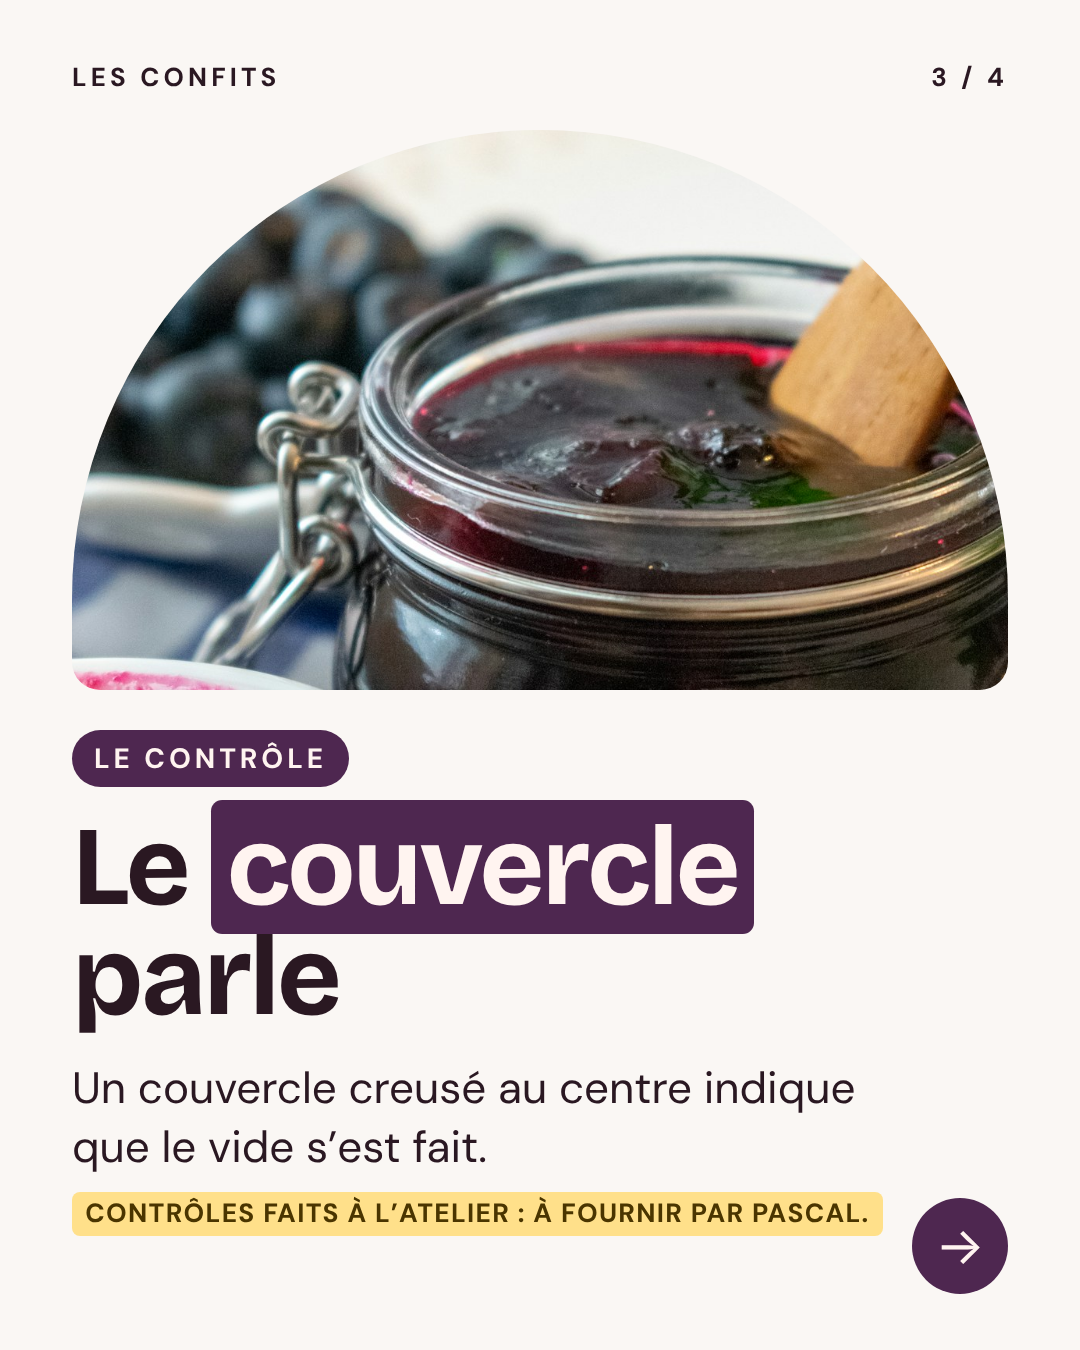 LES CONFITS
3 / 4
LE CONTRÔLE
Le couvercle
parle
Un couvercle creusé au centre indique
que le vide s’est fait.
CONTRÔLES FAITS À L’ATELIER : À FOURNIR PAR PASCAL.